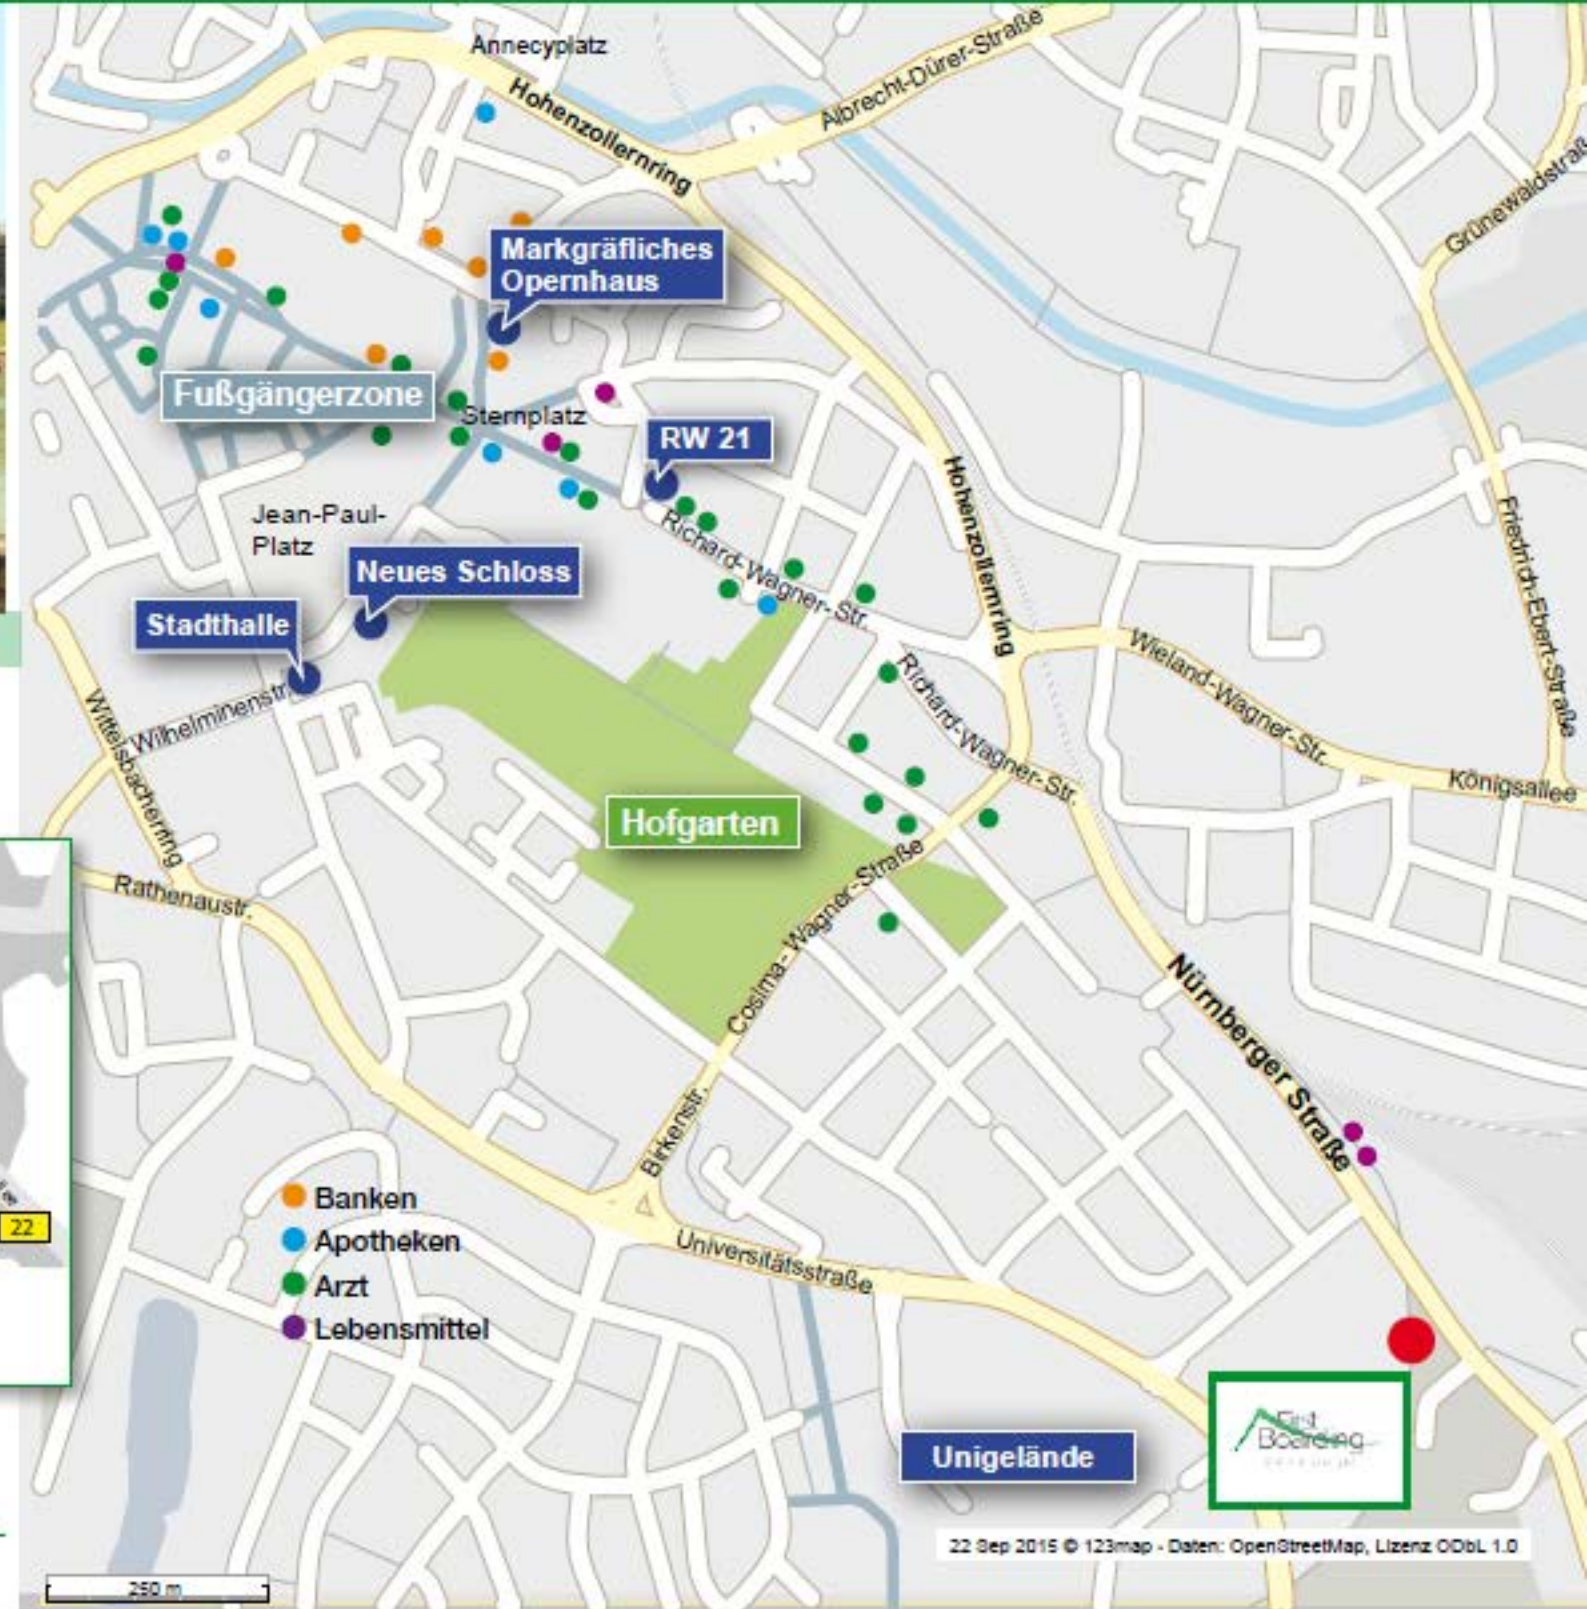 Annecyplatz
Hohenzollernring
Albrecht-Dürer-Straße
Markgräfliches
Opernhaus
Fußgängerzone
Sternplatz
RW 21
Jean-Paul-
Platz
Neues Schloss
Stadthalle
Richard-Wagner-Str.
Hohenzollernring
Friedrich-Ebert-Straße
Wieland-Wagner-Str.
Königsallee
Wilhelminenstr.
Wittelsbacherring
Richard-Wagner-Str.
Hofgarten
Rathenaustr.
Cosima-Wagner-Straße
Nürnberger Straße
Birkenstr.
22
Banken
Apotheken
Arzt
Lebensmittel
Universitätsstraße
First
Boarding
Unigelände
22 Sep 2015 © 123map - Daten: OpenStreetMap, Lizenz ODbL 1.0
250 m